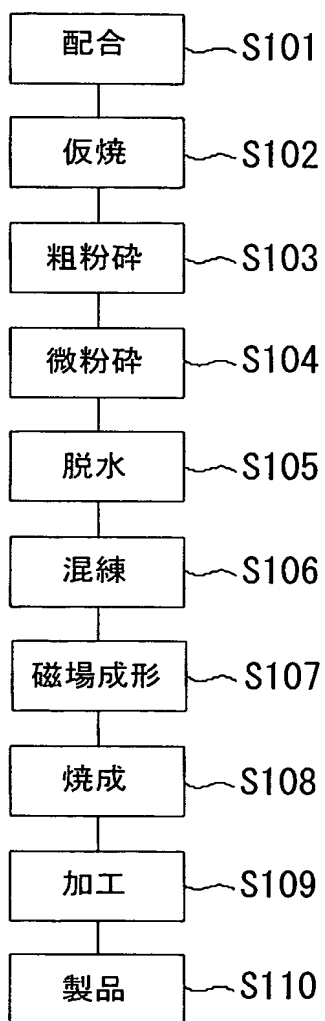 配合 S101
仮焼 S102
粗粉砕 S103
微粉砕 S104
脱水 S105
混練 S106
磁場成形 S107
焼成 S108
加工 S109
製品 S110